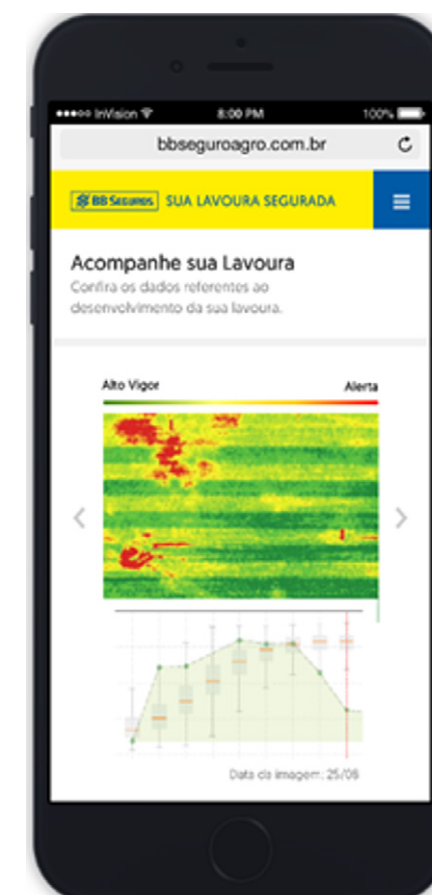 InVision 8:00 PM 100%
bbseguroagro.com.br
BB SEGUROS SUA LAVOURA SEGURADA
Acompanhe sua Lavoura
Confira os dados referentes ao
desenvolvimento da sua lavoura.
Alto Vigor Alerta
Data da imagem: 25/06